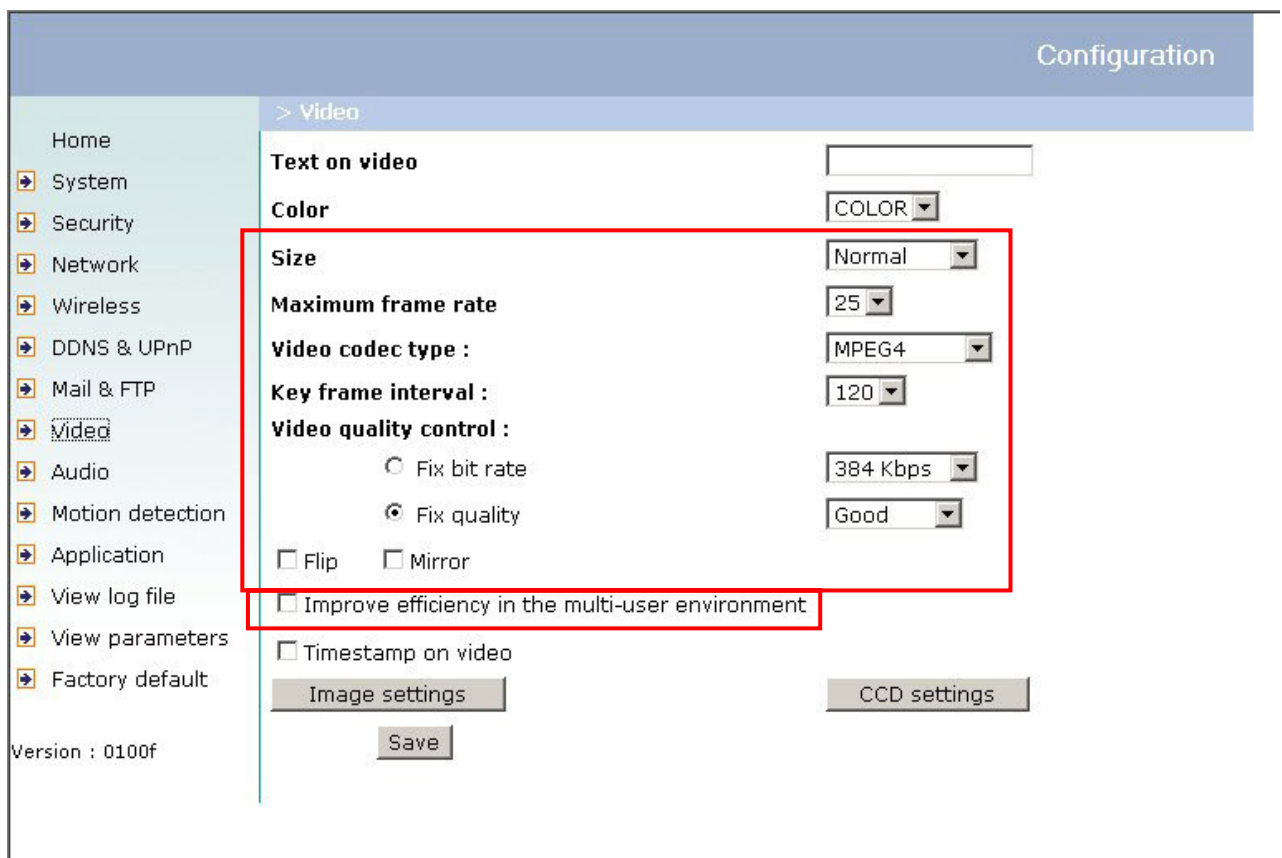 Configuration
> Video
Home
System
Security
Network
Wireless
DDNS & UPnP
Mail & FTP
Video
Audio
Motion detection
Application
View log file
View parameters
Factory default
Version : 0100f
Text on video
Color COLOR
Size Normal
Maximum frame rate 25
Video codec type : MPEG4
Key frame interval : 120
Video quality control :
Fix bit rate 384 Kbps
Fix quality Good
Flip Mirror
Improve efficiency in the multi-user environment
Timestamp on video
Image settings CCD settings
Save